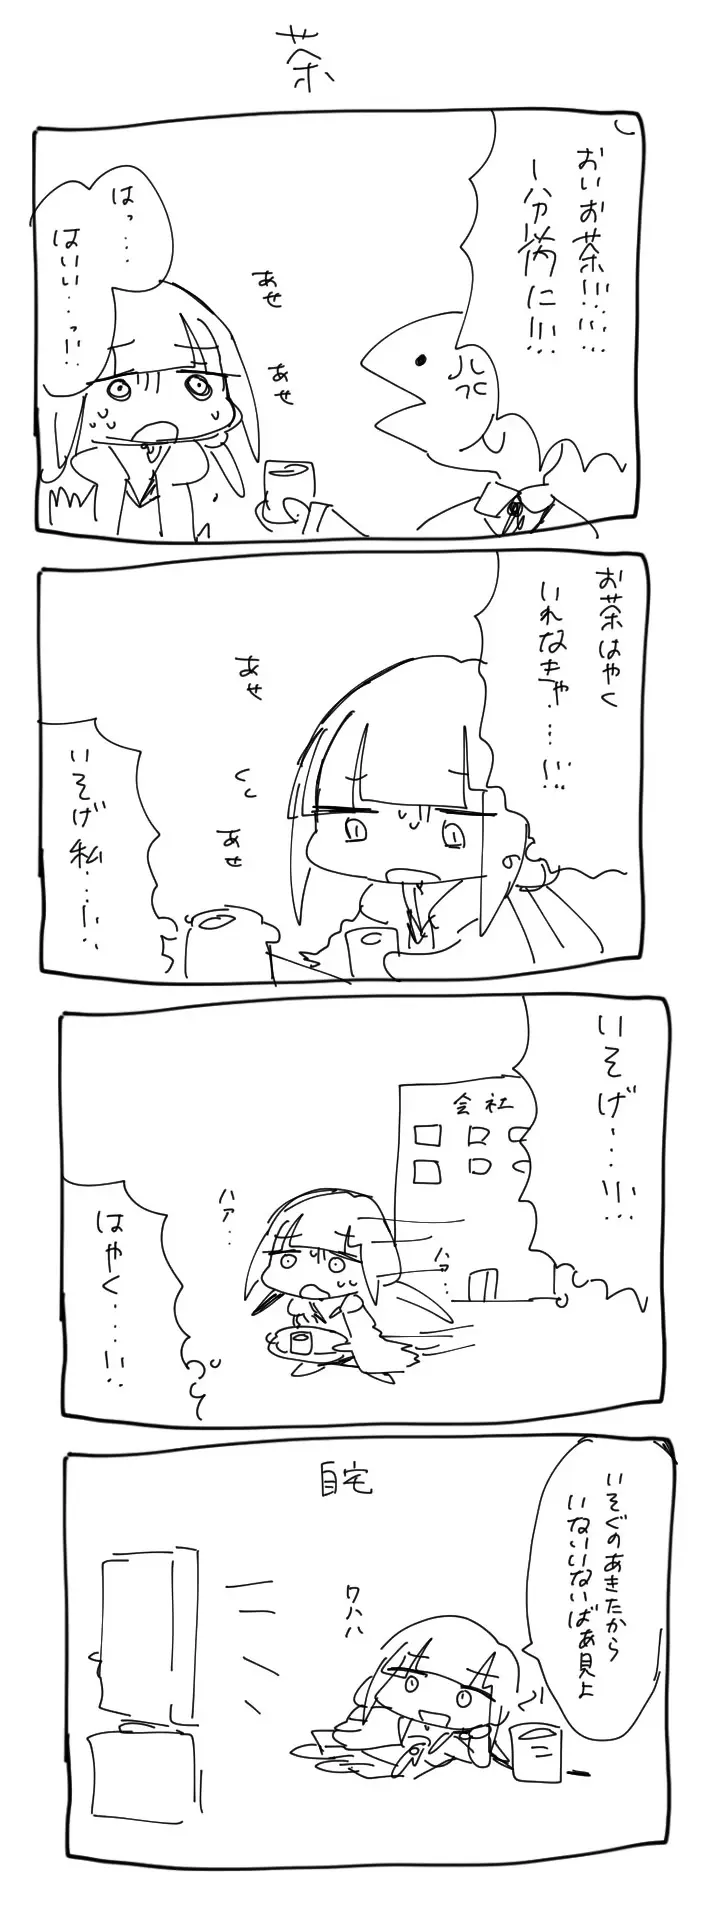 茶
おいお茶!!!……
1分以内に!!!
はっ……
はいぃ…っ!!
あせ
あせ
お茶はやく
いれなきゃ……!!!
あせ
あせ
いそげ私……!!
いそげ……!!!
会社
ハァ…
ハァ…
はやく……!!
自宅
いそぐのあきたから
いないいないばあ見よ
ワハハ